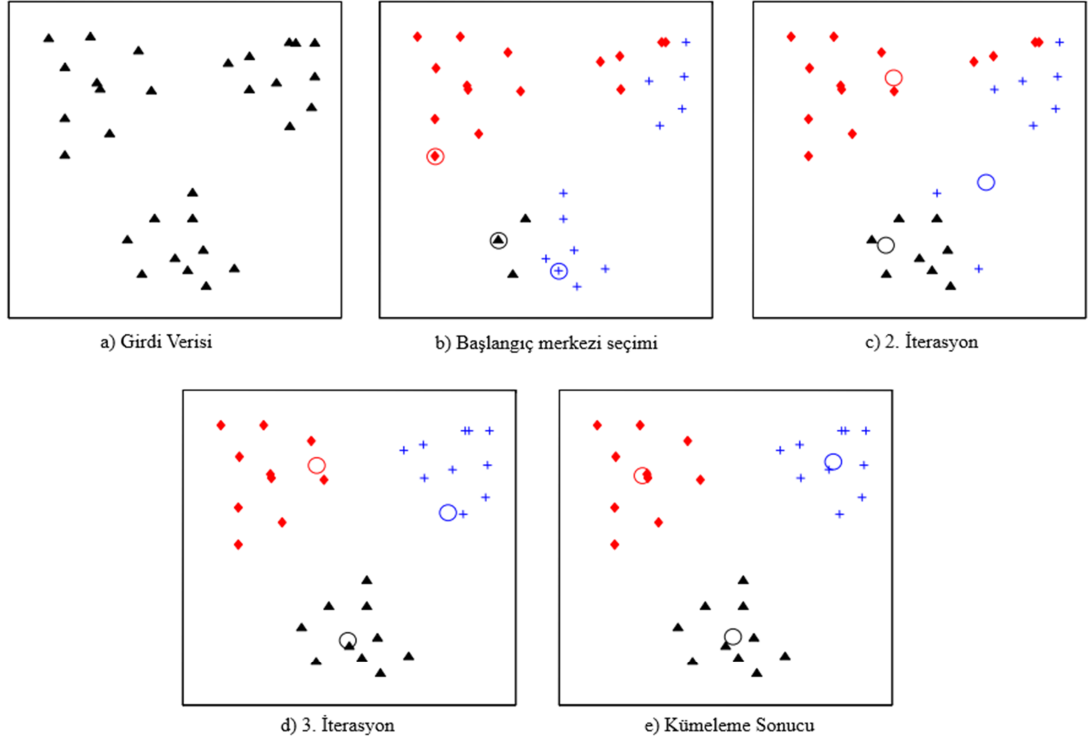 a) Girdi Verisi
b) Başlangıç merkezi seçimi
c) 2. İterasyon
d) 3. İterasyon
e) Kümeleme Sonucu